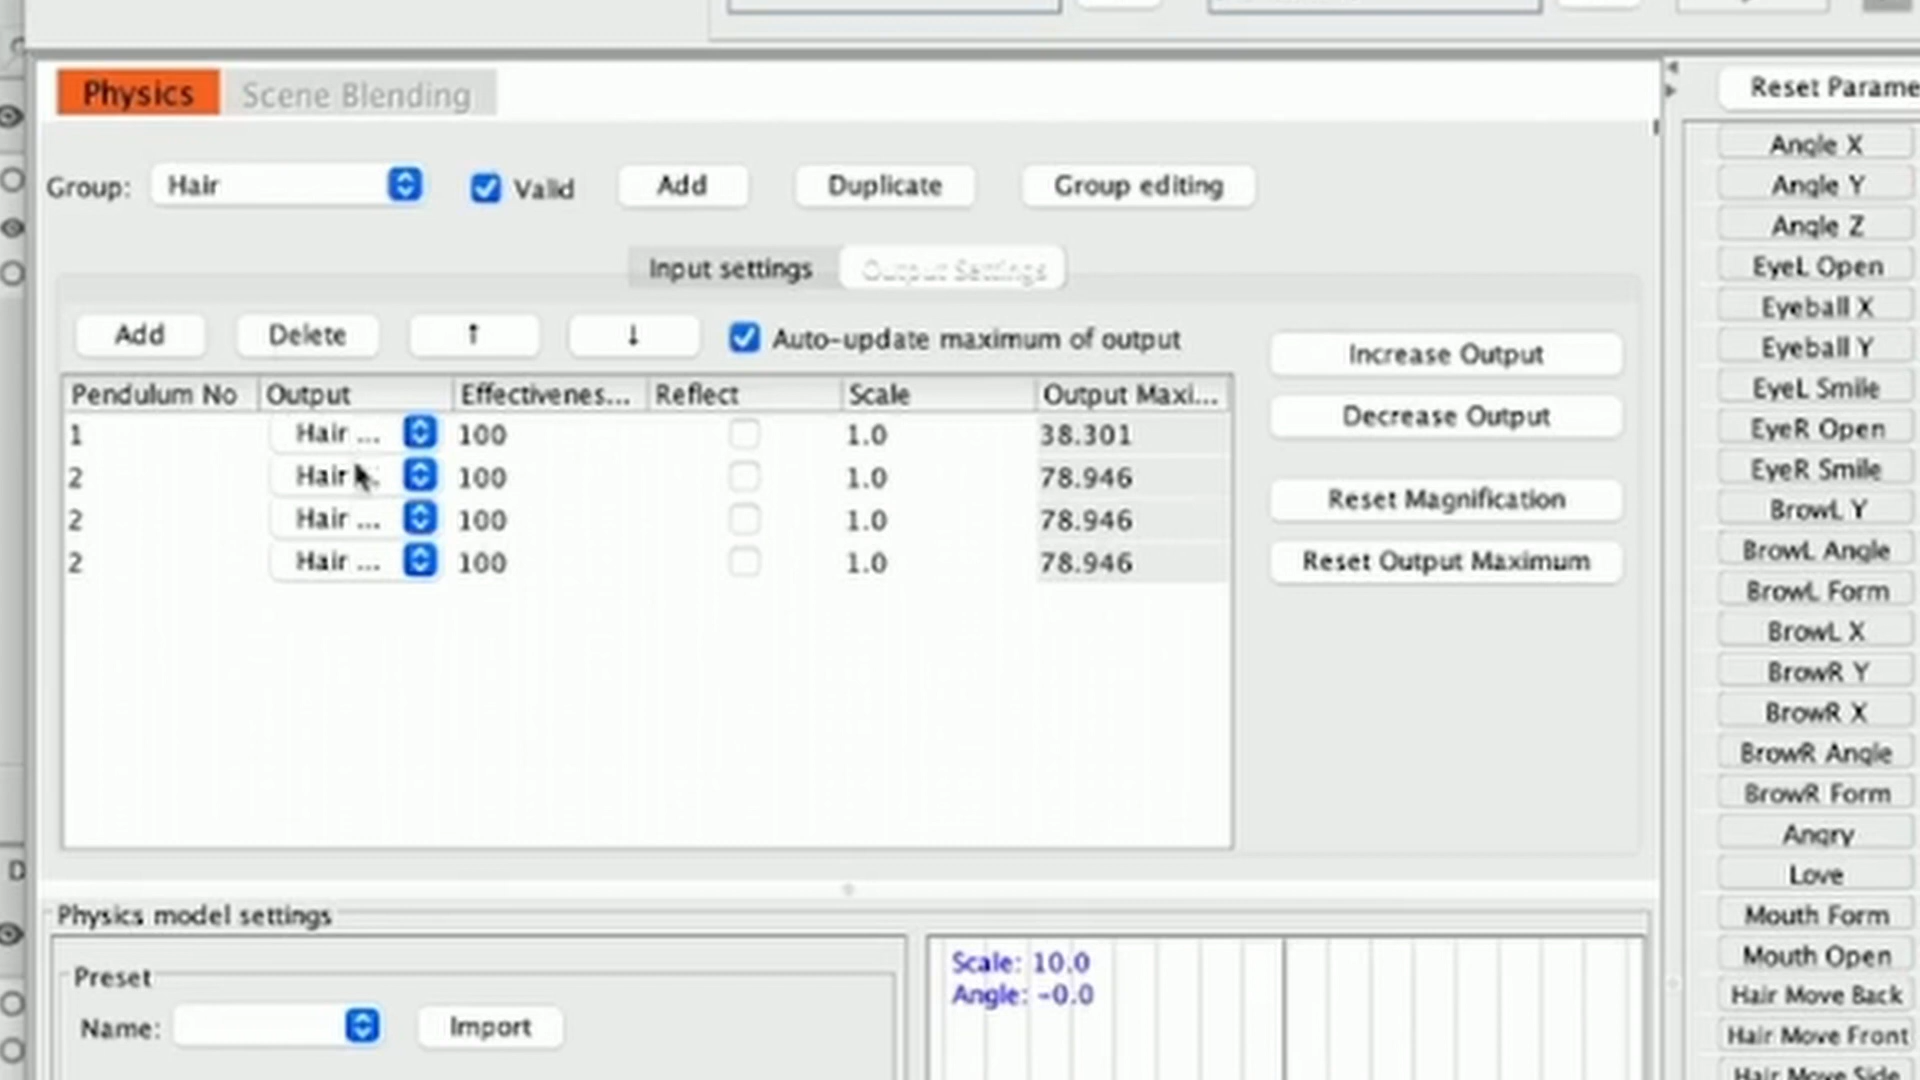 Physics
Scene Blending
Group:
Hair
Valid
Add
Duplicate
Group editing
Input settings
Output Settings
Add
Delete
↑
↓
Auto-update maximum of output
Increase Output
Decrease Output
Reset Magnification
Reset Output Maximum
Pendulum No Output Effectivenes... Reflect Scale Output Maxi...
1 Hair ... 100 1.0 38.301
2 Hair 100 1.0 78.946
2 Hair ... 100 1.0 78.946
2 Hair ... 100 1.0 78.946
Physics model settings
Preset
Name:
Import
Scale: 10.0
Angle: -0.0
Reset Parame
Angle X
Angle Y
Angle Z
EyeL Open
Eyeball X
Eyeball Y
EyeL Smile
EyeR Open
EyeR Smile
BrowL Y
BrowL Angle
BrowL Form
BrowL X
BrowR Y
BrowR X
BrowR Angle
BrowR Form
Angry
Love
Mouth Form
Mouth Open
Hair Move Back
Hair Move Front
Hair Move Side